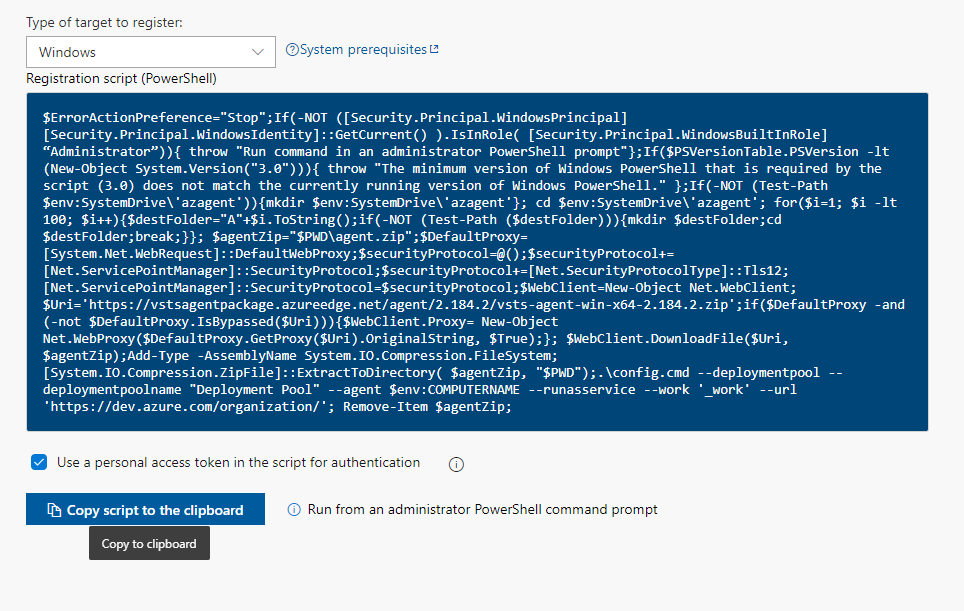 Type of target to register:
Windows
System prerequisites
Registration script (PowerShell)
$ErrorActionPreference="Stop";If(-NOT ([Security.Principal.WindowsPrincipal]
[Security.Principal.WindowsIdentity]::GetCurrent() ).IsInRole( [Security.Principal.WindowsBuiltInRole]
“Administrator”)){ throw "Run command in an administrator PowerShell prompt"};If($PSVersionTable.PSVersion -lt
(New-Object System.Version("3.0"))){ throw "The minimum version of Windows PowerShell that is required by the
script (3.0) does not match the currently running version of Windows PowerShell." };If(-NOT (Test-Path
$env:SystemDrive\'azagent')){mkdir $env:SystemDrive\'azagent'}; cd $env:SystemDrive\'azagent'; for($i=1; $i -lt
100; $i++){$destFolder="A"+$i.ToString();if(-NOT (Test-Path ($destFolder))){mkdir $destFolder;cd
$destFolder;break;}}; $agentZip="$PWD\agent.zip";$DefaultProxy=
[System.Net.WebRequest]::DefaultWebProxy;$securityProtocol=@();$securityProtocol+=
[Net.ServicePointManager]::SecurityProtocol;$securityProtocol+=[Net.SecurityProtocolType]::Tls12;
[Net.ServicePointManager]::SecurityProtocol=$securityProtocol;$WebClient=New-Object Net.WebClient;
$Uri='https://vstsagentpackage.azureedge.net/agent/2.184.2/vsts-agent-win-x64-2.184.2.zip';if($DefaultProxy -and
(-not $DefaultProxy.IsBypassed($Uri))){$WebClient.Proxy= New-Object
Net.WebProxy($DefaultProxy.GetProxy($Uri).OriginalString, $True);}; $WebClient.DownloadFile($Uri,
$agentZip);Add-Type -AssemblyName System.IO.Compression.FileSystem;
[System.IO.Compression.ZipFile]::ExtractToDirectory( $agentZip, "$PWD");.\config.cmd --deploymentpool --
deploymentpoolname "Deployment Pool" --agent $env:COMPUTERNAME --runasservice --work '_work' --url
'https://dev.azure.com/organization/'; Remove-Item $agentZip;
Use a personal access token in the script for authentication
Copy script to the clipboard
Run from an administrator PowerShell command prompt
Copy to clipboard